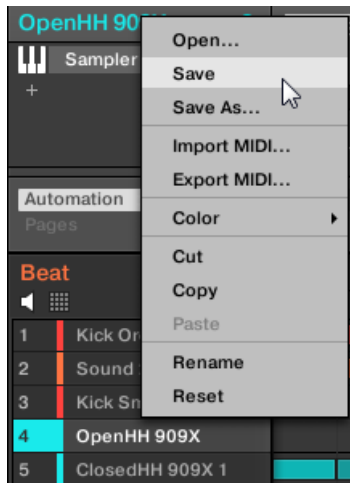 OpenHH 90
Open...
Save
Sampler
Save As...
+
Import MIDI...
Export MIDI...
Automation
Pages
Color
Cut
Beat
Copy
Paste
1 Kick Or
Rename
2 Sound
Reset
3 Kick Sn
4 OpenHH 909X
5 ClosedHH 909X 1